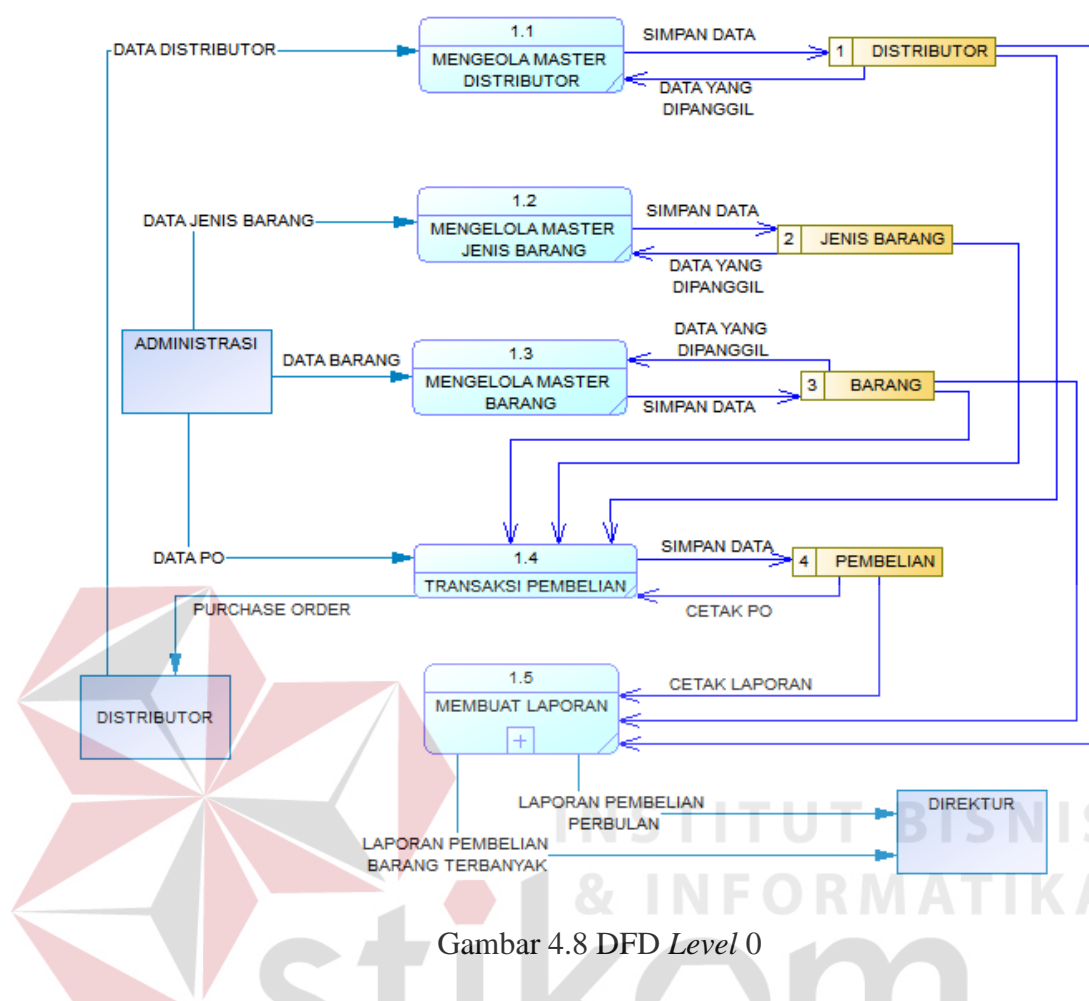 1.1
DATA DISTRIBUTOR
MENGEOLA MASTER
DISTRIBUTOR
SIMPAN DATA
1 DISTRIBUTOR
DATA YANG
DIPANGGIL
1.2
DATA JENIS BARANG
MENGELOLA MASTER
JENIS BARANG
SIMPAN DATA
2 JENIS BARANG
DATA YANG
DIPANGGIL
ADMINISTRASI
DATA BARANG
1.3
MENGELOLA MASTER
BARANG
DATA YANG
DIPANGGIL
3 BARANG
SIMPAN DATA
DATA PO
1.4
TRANSAKSI PEMBELIAN
SIMPAN DATA
4 PEMBELIAN
PURCHASE ORDER
CETAK PO
DISTRIBUTOR
1.5
MEMBUAT LAPORAN
+
CETAK LAPORAN
LAPORAN PEMBELIAN
PERBULAN
DIREKTUR
LAPORAN PEMBELIAN
BARANG TERBANYAK
INSTITUT BISNIS
& INFORMATIKA
Gambar 4.8 DFD Level 0
stikom